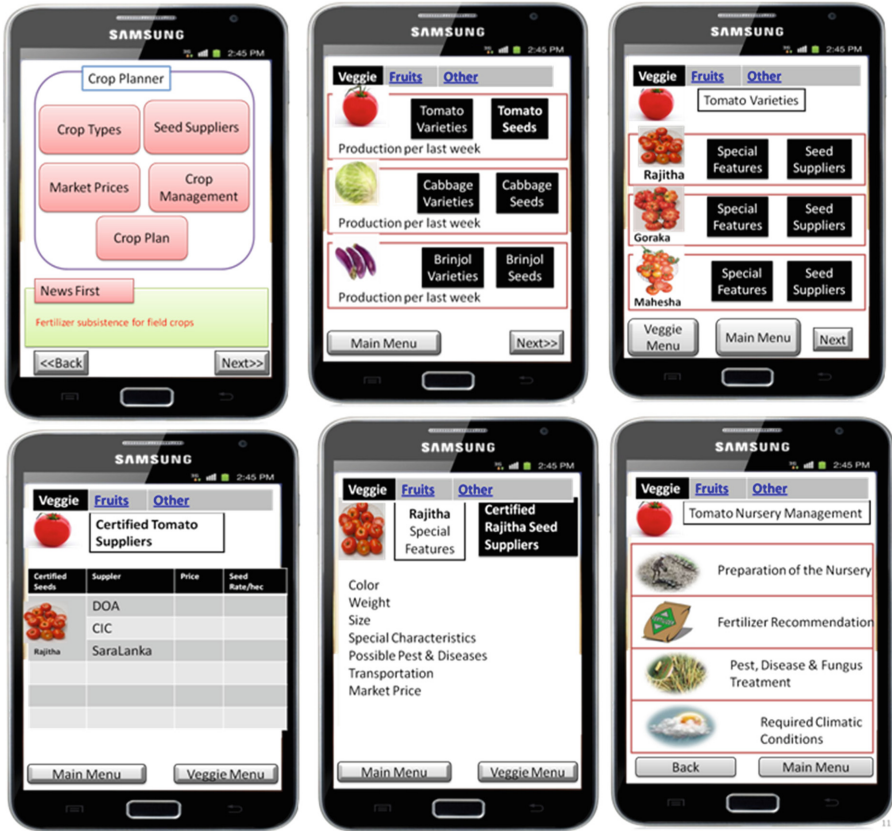 SAMSUNG
2:45 PM
Crop Planner
Crop Types
Seed Suppliers
Market Prices
Crop
Management
Crop Plan
News First
Fertilizer subsistence for field crops
<<Back
Next>>
SAMSUNG
2:45 PM
Veggie Fruits Other
Tomato
Varieties
Tomato
Seeds
Production per last week
Cabbage
Varieties
Cabbage
Seeds
Production per last week
Brinjol
Varieties
Brinjol
Seeds
Production per last week
Main Menu
Next>>
SAMSUNG
2:45 PM
Veggie Fruits Other
Tomato Varieties
Rajitha
Special
Features
Seed
Suppliers
Goraka
Special
Features
Seed
Suppliers
Mahesha
Special
Features
Seed
Suppliers
Veggie
Menu
Main Menu
Next
SAMSUNG
2:45 PM
Veggie Fruits Other
Certified Tomato
Suppliers
Certified
Seeds
Suppler
Price
Seed
Rate/hec
Rajitha
DOA
CIC
SaraLanka
Main Menu
Veggie Menu
SAMSUNG
2:45 PM
Veggie Fruits Other
Rajitha
Special
Features
Certified
Rajitha Seed
Suppliers
Color
Weight
Size
Special Characteristics
Possible Pest & Diseases
Transportation
Market Price
Main Menu
Veggie Menu
SAMSUNG
2:45 PM
Veggie Fruits Other
Tomato Nursery Management
Preparation of the Nursery
Fertilizer Recommendation
Pest, Disease & Fungus
Treatment
Required Climatic
Conditions
Back
Main Menu
11